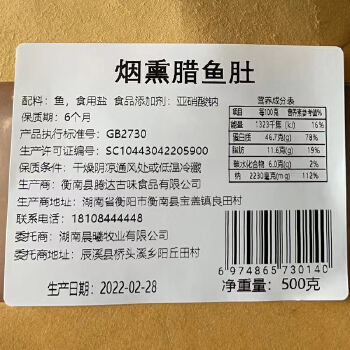 烟熏腊鱼肚
配料：鱼，食用盐 食品添加剂：亚硝酸钠
保质期：6个月
产品执行标准号：GB2730
生产许可证编号：SC10443042205900
保质条件：干燥阴凉通风处或低温冷藏
生产商：衡南县腾达古味食品有限公司
地址：湖南省衡阳市衡南县宝盖镇良田村
联系电话：18108444448
委托商：湖南晨曦牧业有限公司
委托商地址：辰溪县桥头溪乡阳丘田村
生产日期：2022-02-28
营养成分表
项目 每100克 营养素参考值%
能量 1323千焦(kJ) 16%
蛋白质 46.7克(g) 78%
脂肪 11.6克(g) 19%
碳水化合物 6.0克(g) 2%
纳 2230毫克(mg) 112%
6 974865 730140
净重量：500克